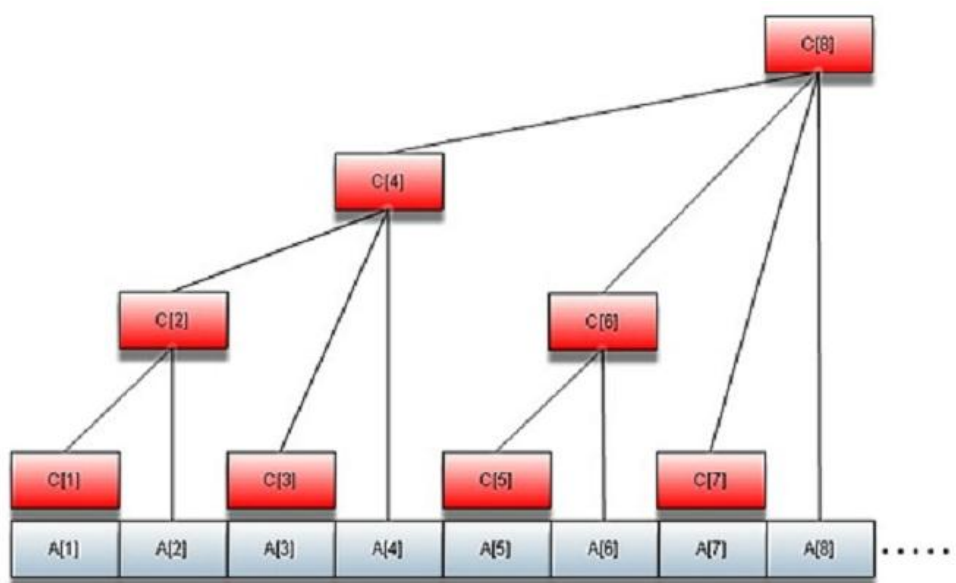 C[8]
C[4]
C[2] C[6]
C[1] C[3] C[5] C[7]
A[1] A[2] A[3] A[4] A[5] A[6] A[7] A[8] .....